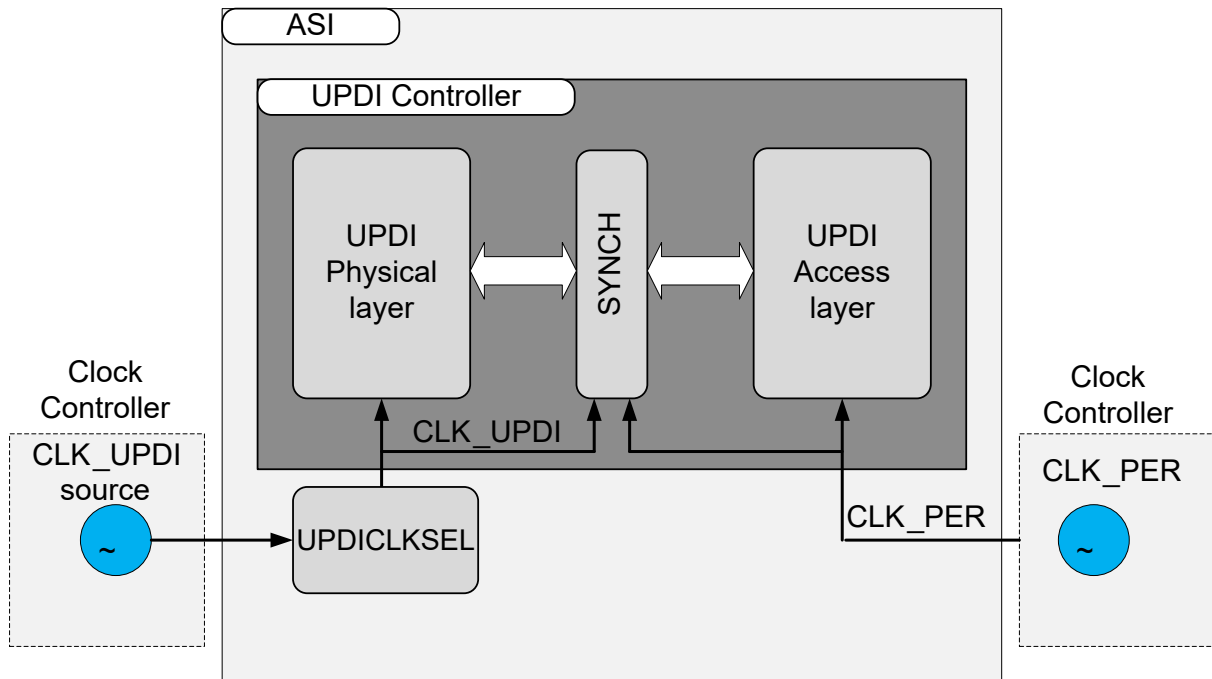 ASI
UPDI Controller
UPDI
Physical
layer
SYNCH
UPDI
Access
layer
Clock
Controller
CLK_UPDI
source
~
CLK_UPDI
UPDICLKSEL
CLK_PER
Clock
Controller
CLK_PER
~